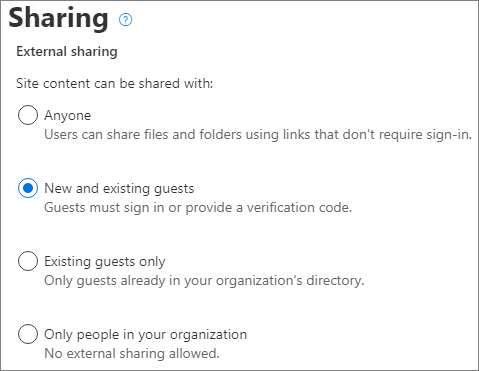 Sharing
External sharing
Site content can be shared with:
Anyone
Users can share files and folders using links that don't require sign-in.
New and existing guests
Guests must sign in or provide a verification code.
Existing guests only
Only guests already in your organization's directory.
Only people in your organization
No external sharing allowed.